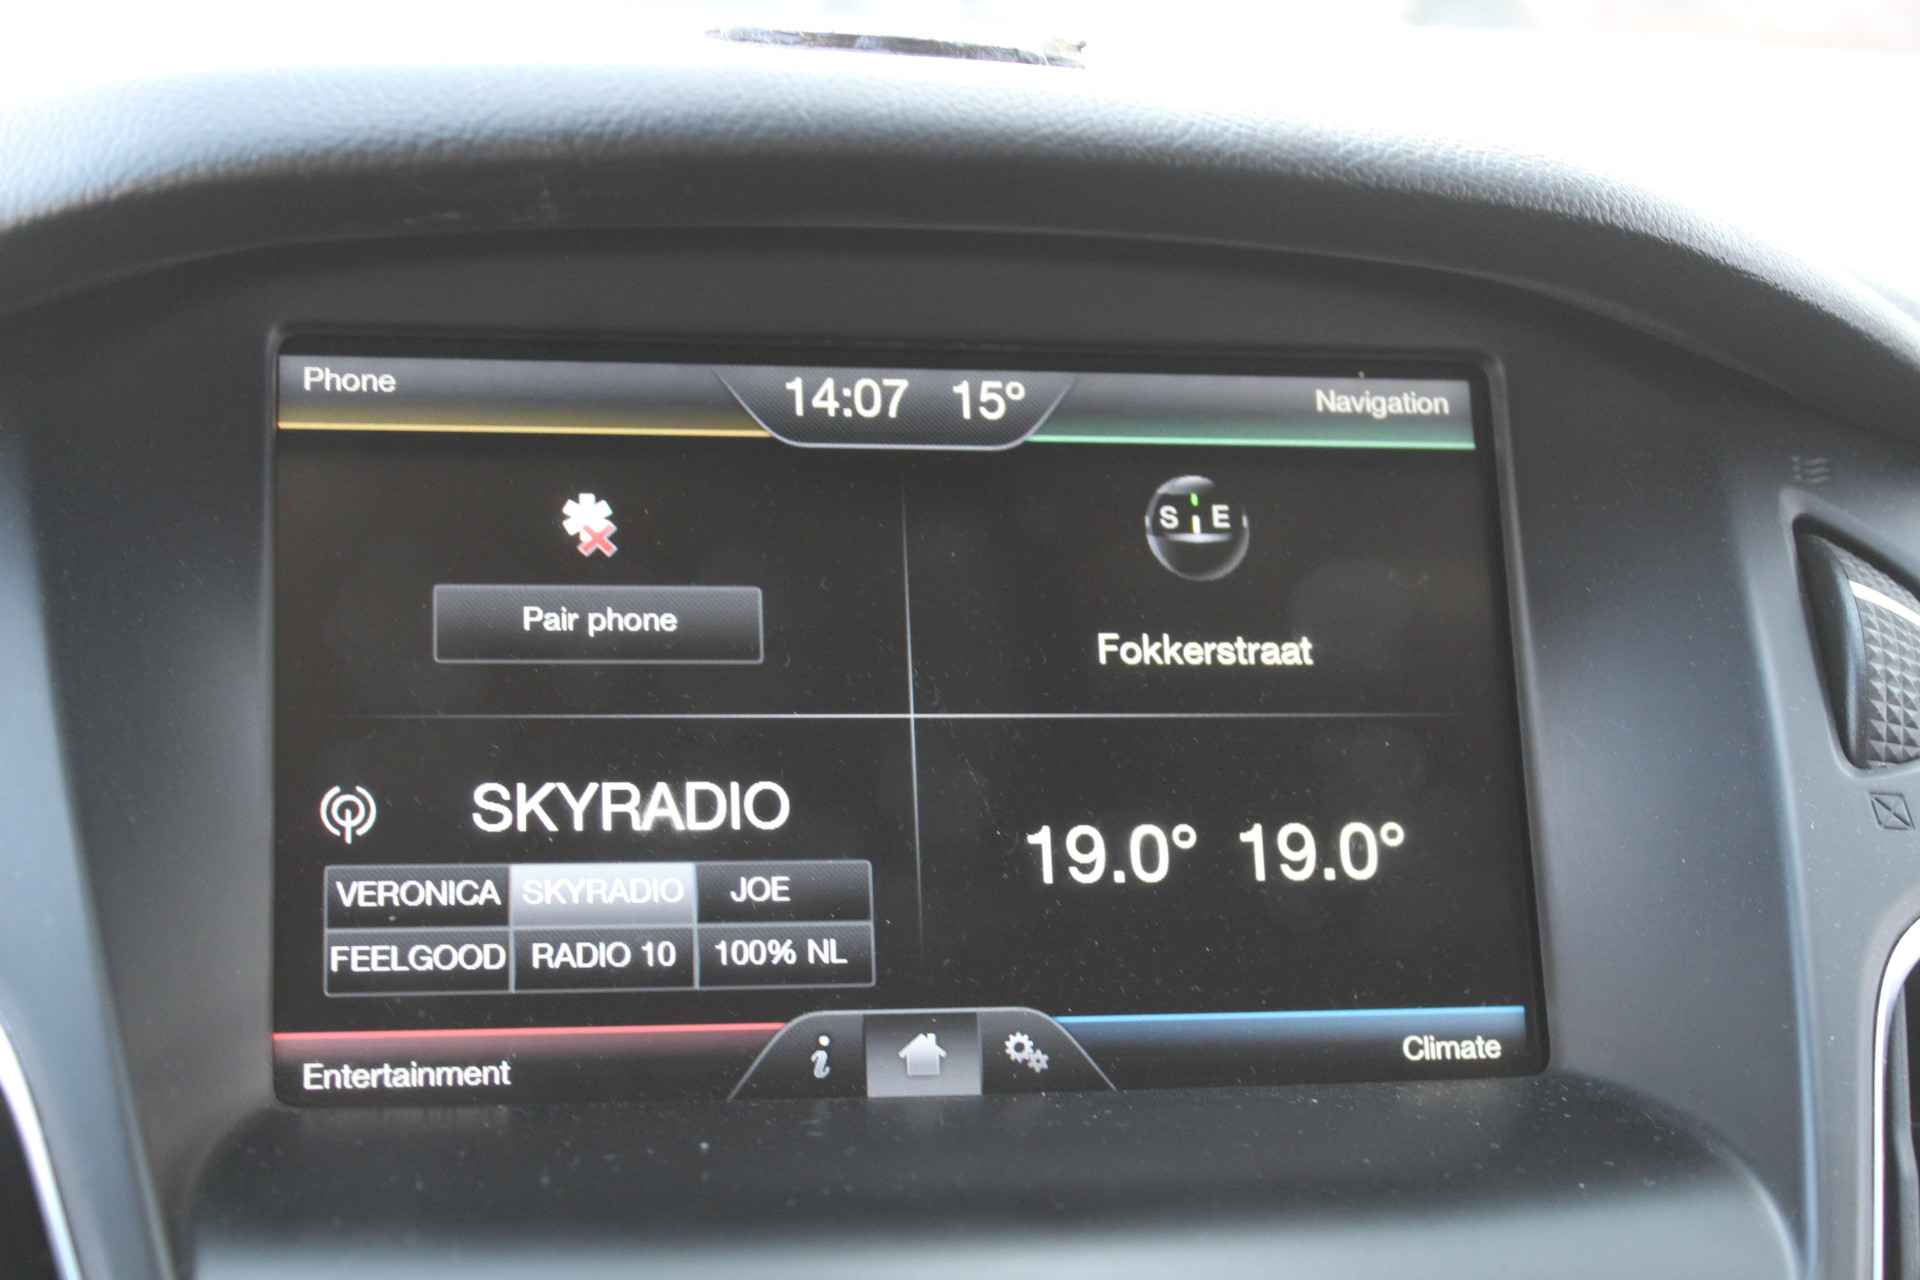 Phone
14:07 15º
Navigation
S E
Pair phone
Fokkerstraat
SKYRADIO
VERONICA SKYRADIO JOE
FEELGOOD RADIO 10 100% NL
19.0° 19.0°
Entertainment
i
Climate